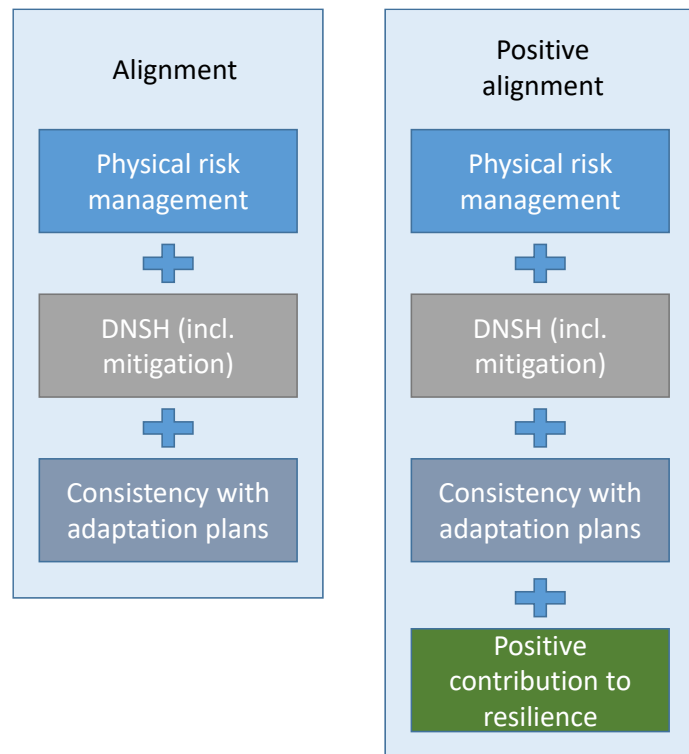 Alignment
Physical risk
management
DNSH (incl.
mitigation)
Consistency with
adaptation plans
Positive
alignment
Physical risk
management
DNSH (incl.
mitigation)
Consistency with
adaptation plans
Positive
contribution to
resilience